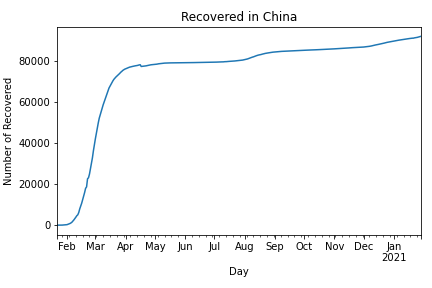 Recovered in China
Number of Recovered
80000
60000
40000
20000
0
Feb Mar Apr May Jun Jul Aug Sep Oct Nov Dec Jan
2021
Day